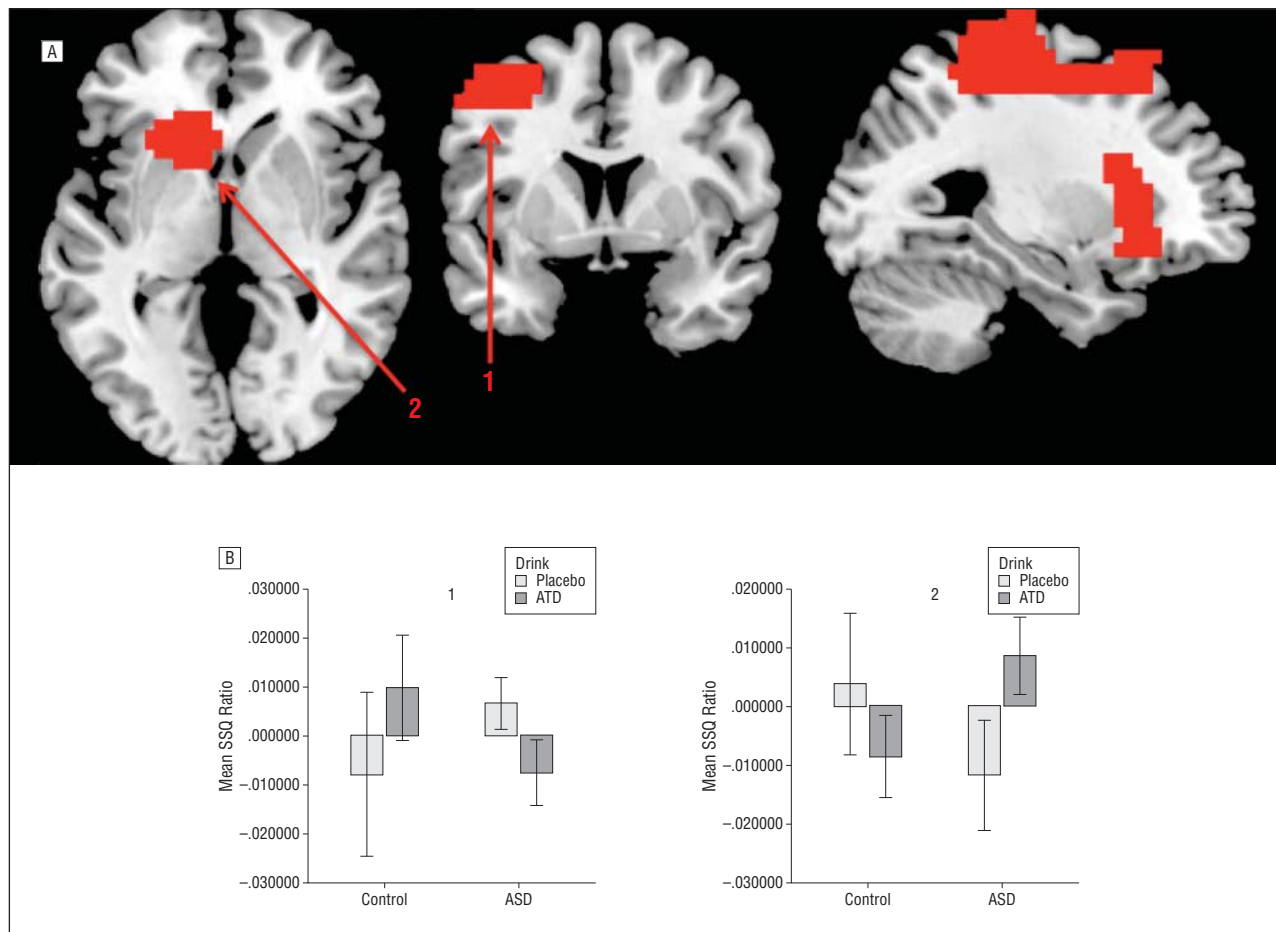 A
2
1
B
Drink
Placebo
ATD
1
.030000
.020000
.010000
.000000
–.010000
–.020000
–.030000
Mean SSQ Ratio
Control
ASD
Drink
Placebo
ATD
2
.020000
.010000
.000000
–.010000
–.020000
–.030000
Mean SSQ Ratio
Control
ASD